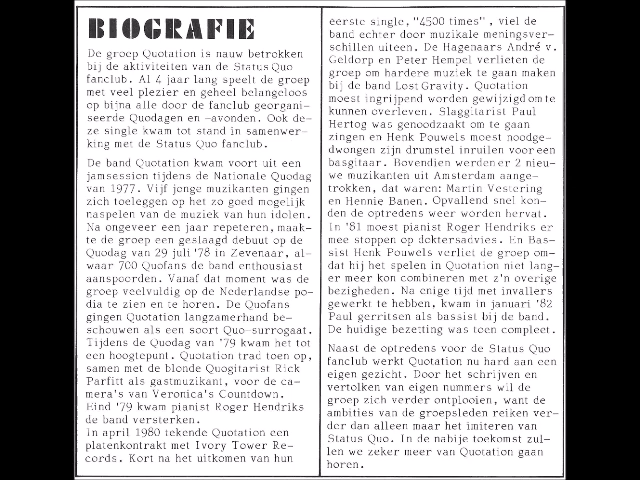 BIOGRAFIE
De groep Quotation is nauw betrokken
bij de aktiviteiten van de Status Quo
fanclub. Al 4 jaar lang speelt de groep
met veel plezier en geheel belangeloos
op bijna alle door de fanclub georgani-
seerde Quodagen en -avonden. Ook de-
ze single kwam tot stand in samenwer-
king met de Status Quo fanclub.
De band Quotation kwam voort uit een
jamsession tijdens de Nationale Quodag
van 1977. Vijf jonge muzikanten gingen
zich toeleggen op het zo goed mogelijk
naspelen van de muziek van hun idolen.
Na ongeveer een jaar repeteren, maak-
te de groep een geslaagd debuut op de
Quodag van 29 juli '78 in Zevenaar, al-
waar 700 Quofans de band enthousiast
aanspoorden. Vanaf dat moment was de
groep veelvuldig op de Nederlandse po-
dia te zien en te horen. De Quofans
gingen Quotation langzamerhand be-
schouwen als een soort Quo-surrogaat.
Tijdens de Quodag van '79 kwam het tot
een hoogtepunt. Quotation trad toen op,
samen met de blonde Quogitarist Rick
Parfitt als gastmuzikant, voor de ca-
mera's van Veronica's Countdown.
Eind '79 kwam pianist Roger Hendriks
de band versterken.
In april 1980 tekende Quotation een
platenkontrakt met Ivory Tower Re-
cords. Kort na het uitkomen van hun
eerste single, "4500 times", viel de
band echter door muzikale meningsver-
schillen uiteen. De Hagenaars André v.
Geldorp en Peter Hempel verlieten de
groep om hardere muziek te gaan maken
bij de band Lost Gravity. Quotation
moest ingrijpend worden gewijzigd om te
kunnen overleven. Slaggitarist Paul
Hertog was genoodzaakt om te gaan
zingen en Henk Pouwels moest noodge-
dwongen zijn drumstel inruilen voor een
basgitaar. Bovendien werden er 2 nieu-
we muzikanten uit Amsterdam aange-
trokken, dat waren: Martin Vestering
en Hennie Banen. Opvallend snel kon-
den de optredens weer worden hervat.
In '81 moest pianist Roger Hendriks er
mee stoppen op doktersadvies. En Bas-
sist Henk Pouwels verliet de groep om-
dat hij het spelen in Quotation niet lang-
er meer kon combineren met z'n overige
bezigheden. Na enige tijd met invallers
gewerkt te hebben, kwam in januari '82
Paul gerritsen als bassist bij de band.
De huidige bezetting was toen compleet.
Naast de optredens voor de Status Quo
fanclub werkt Quotation nu hard aan een
eigen gezicht. Door het schrijven en
vertolken van eigen nummers wil de
groep zich verder ontplooien, want de
ambities van de groepsleden reiken ver-
der dan alleen maar het imiteren van
Status Quo. In de nabije toekomst zul-
len we zeker meer van Quotation gaan
horen.